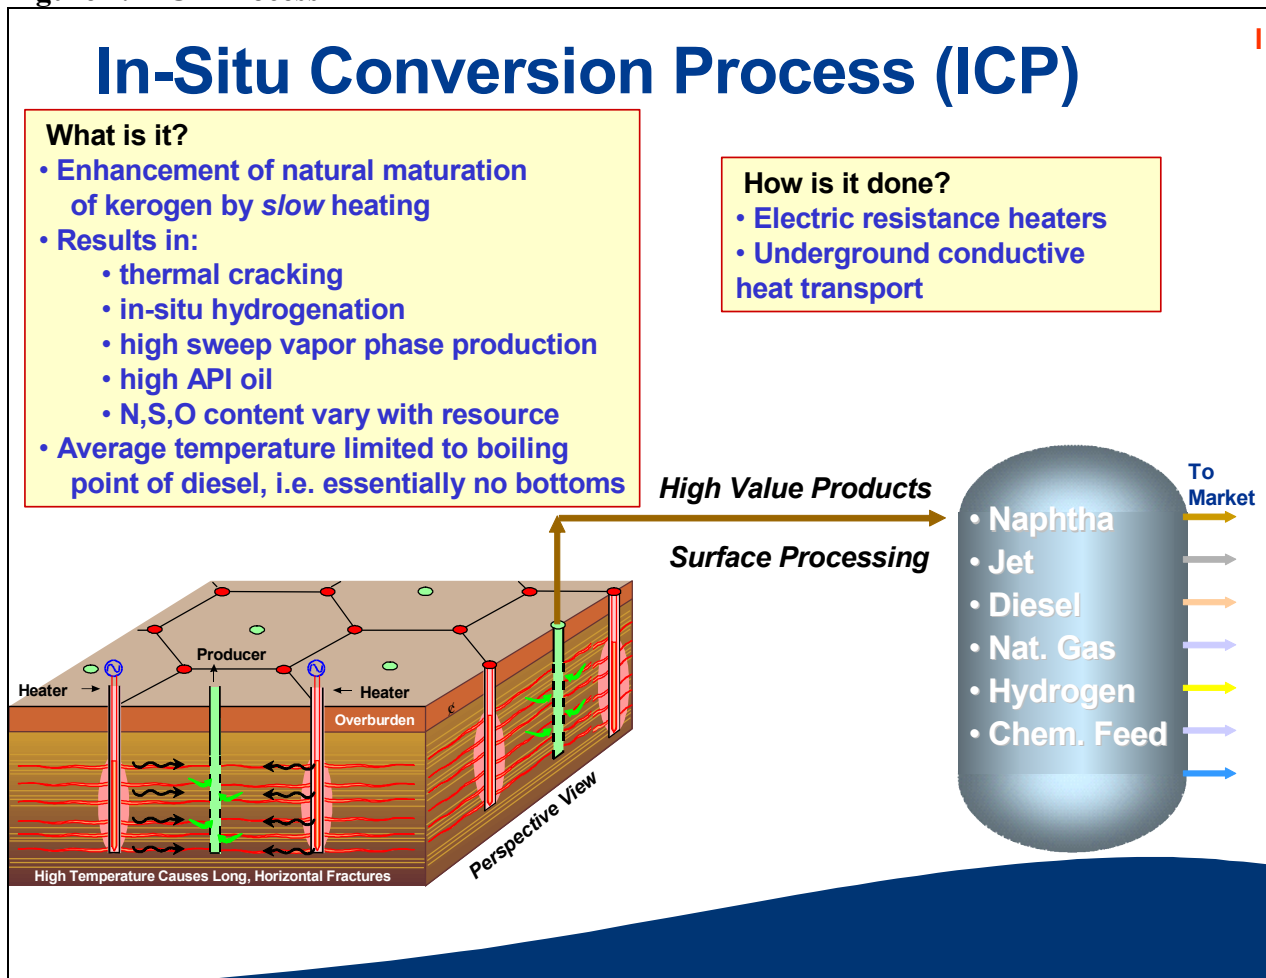 In-Situ Conversion Process (ICP)
What is it?
• Enhancement of natural maturation
of kerogen by slow heating
• Results in:
• thermal cracking
• in-situ hydrogenation
• high sweep vapor phase production
• high API oil
• N,S,O content vary with resource
• Average temperature limited to boiling
point of diesel, i.e. essentially no bottoms
How is it done?
• Electric resistance heaters
• Underground conductive
heat transport
High Value Products
Surface Processing
To
Market
• Naphtha
• Jet
• Diesel
• Nat. Gas
• Hydrogen
• Chem. Feed
Producer
Heater
Heater
Overburden
Perspective View
High Temperature Causes Long, Horizontal Fractures